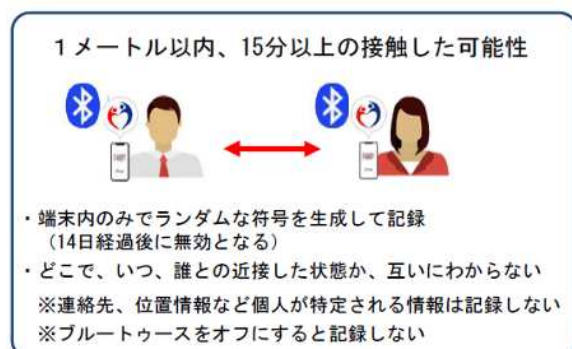 １メートル以内、15分以上の接触した可能性
・端末内のみでランダムな符号を生成して記録
（14日経過後に無効となる）
・どこで、いつ、誰との近接した状態か、互いにわからない
※連絡先、位置情報など個人が特定される情報は記録しない
※ブルートゥースをオフにすると記録しない